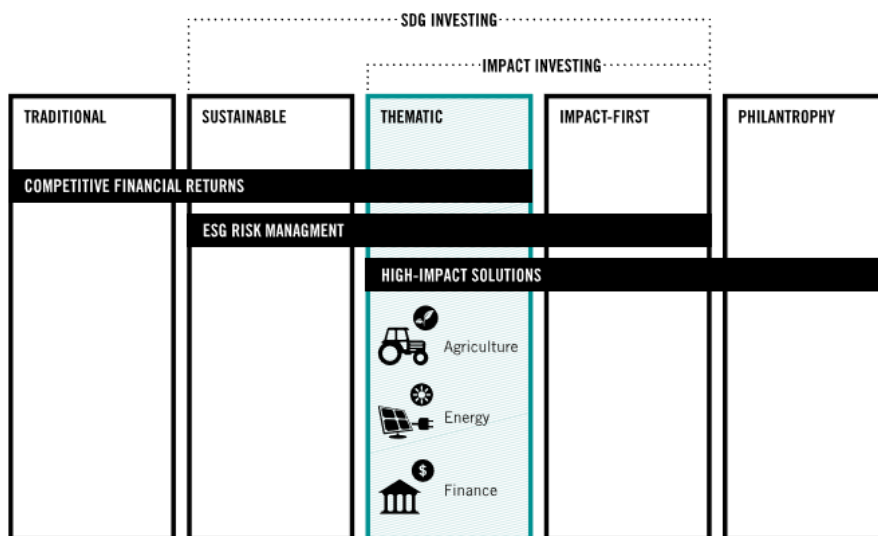 SDG INVESTING
IMPACT INVESTING
TRADITIONAL
SUSTAINABLE
THEMATIC
IMPACT-FIRST
PHILANTROPHY
COMPETITIVE FINANCIAL RETURNS
ESG RISK MANAGMENT
HIGH-IMPACT SOLUTIONS
Agriculture
Energy
$
Finance